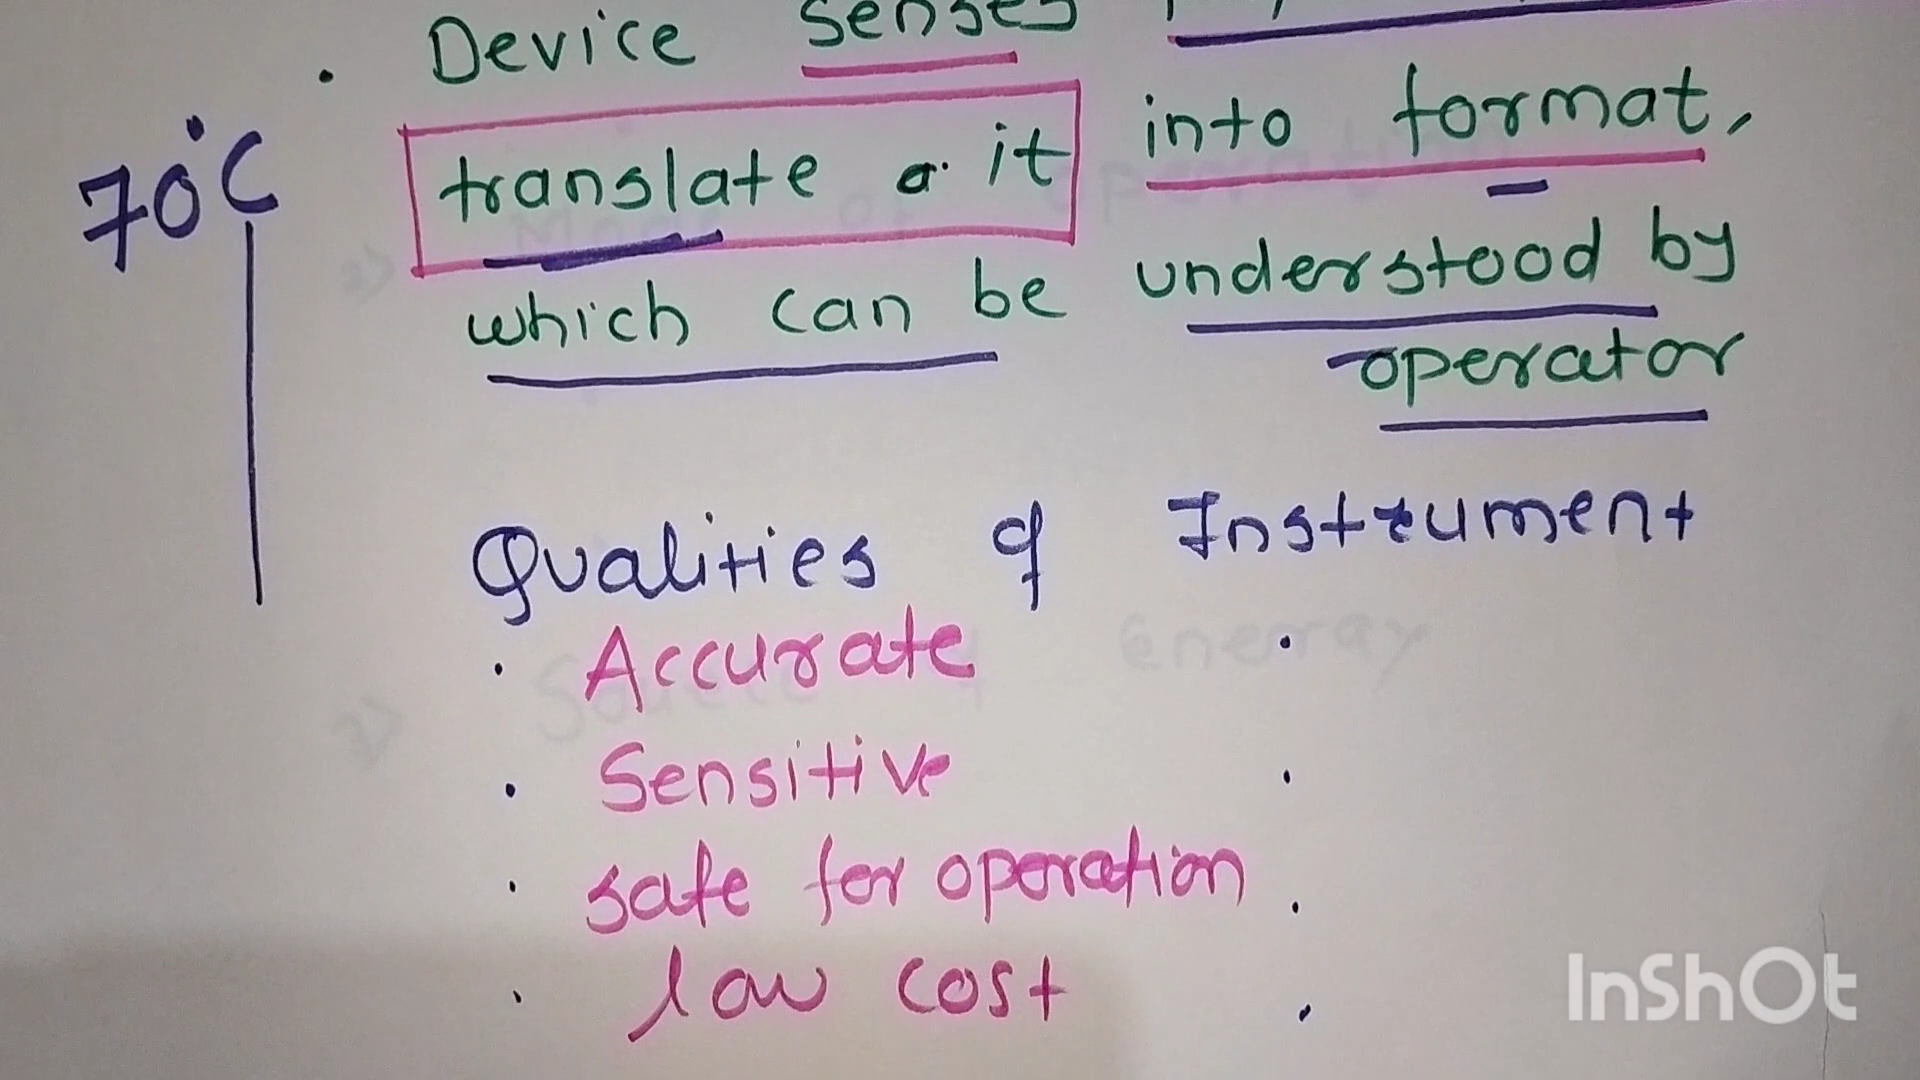 . Device senses
70°C
translate it into format,
which can be understood by
operator
Qualities of Instrument
. Accurate .
. Sensitive .
. safe for operation .
. low cost .
energy
InShOt